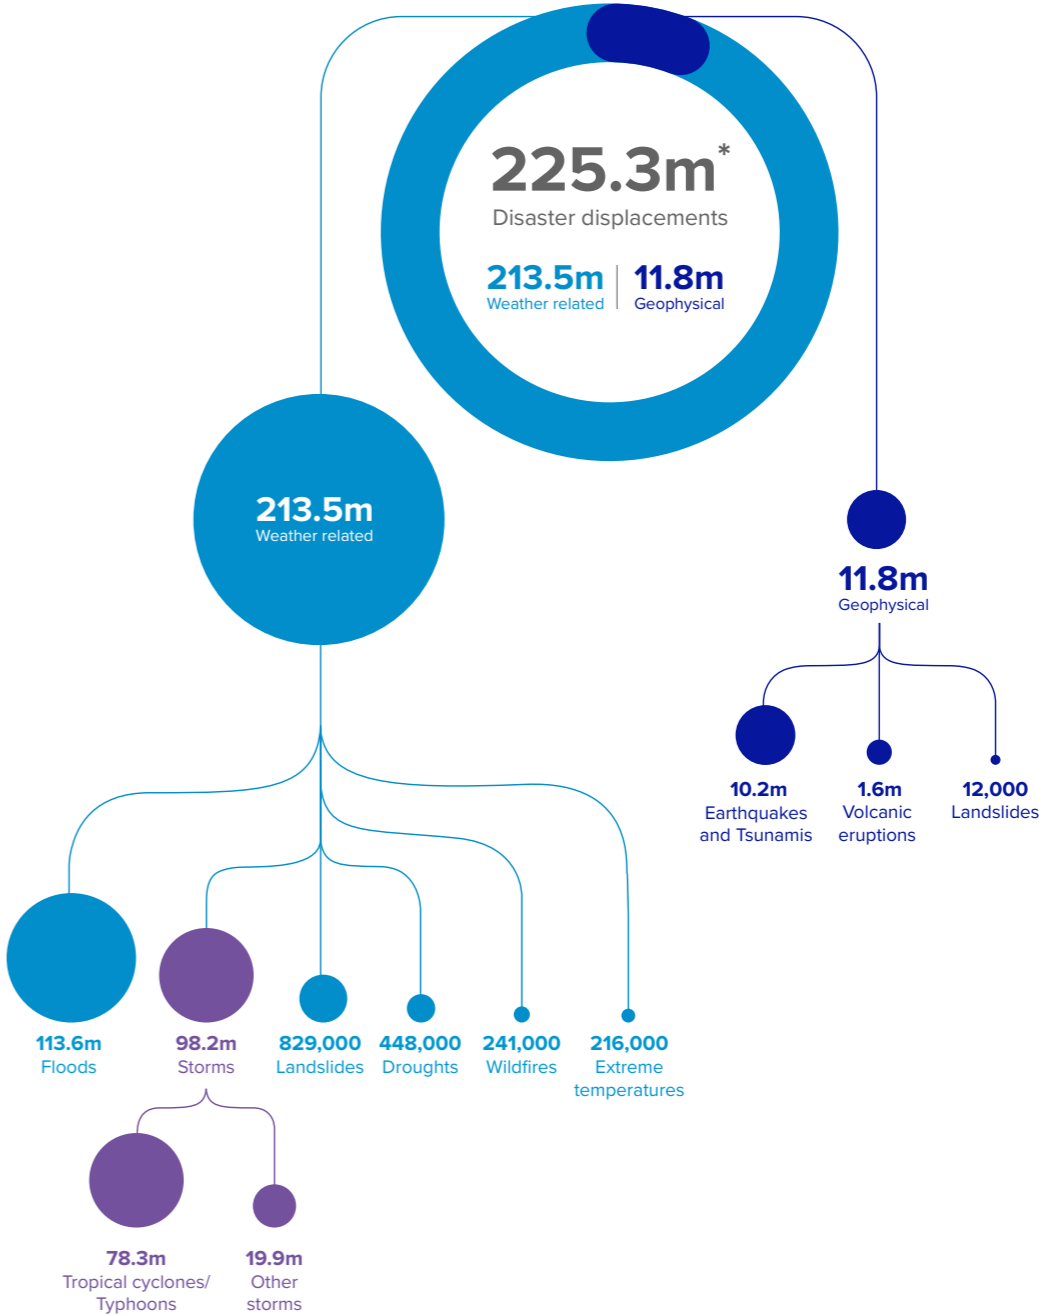 225.3m*
Disaster displacements
213.5m
Weather related
11.8m
Geophysical
213.5m
Weather related
11.8m
Geophysical
10.2m
Earthquakes
and Tsunamis
1.6m
Volcanic
eruptions
12,000
Landslides
113.6m
Floods
98.2m
Storms
829,000
Landslides
448,000
Droughts
241,000
Wildfires
216,000
Extreme
temperatures
78.3m
Tropical cyclones/
Typhoons
19.9m
Other
storms